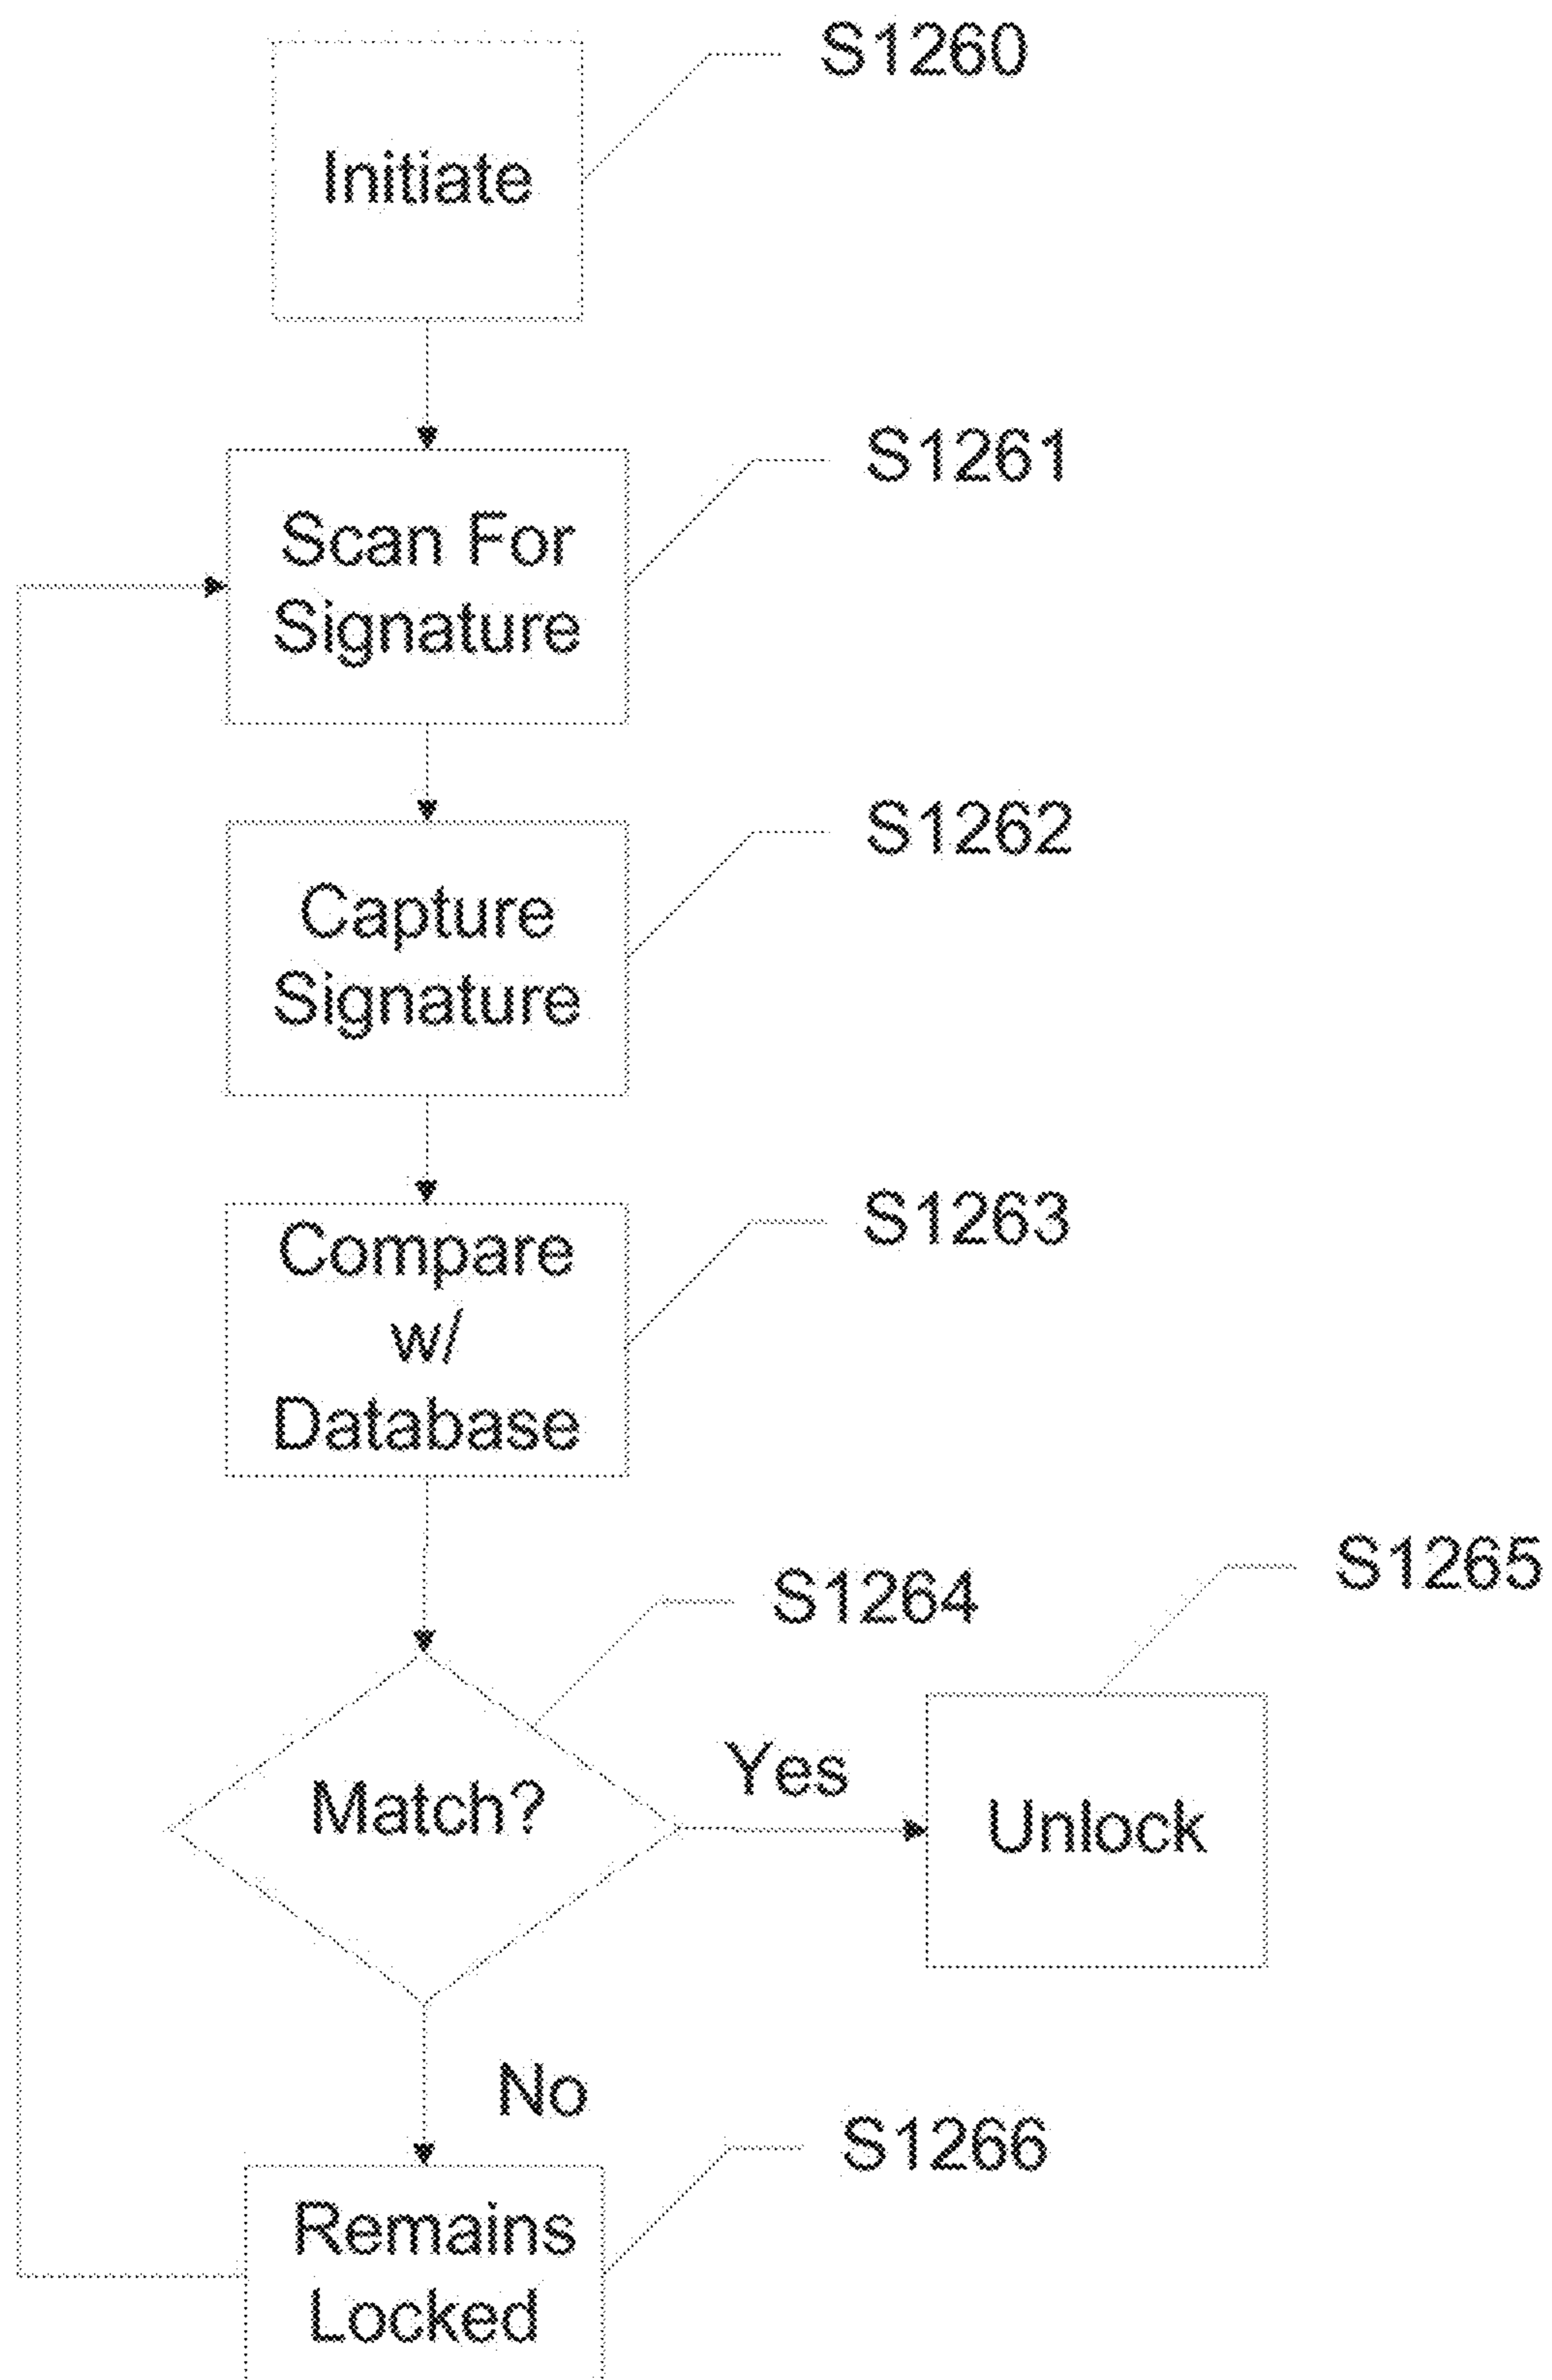 S1260
Initiate
S1261
Scan For
Signature
S1262
Capture
Signature
S1263
Compare
w/
Database
S1265
S1264
Match?
Yes
Unlock
No
S1266
Remains
Locked